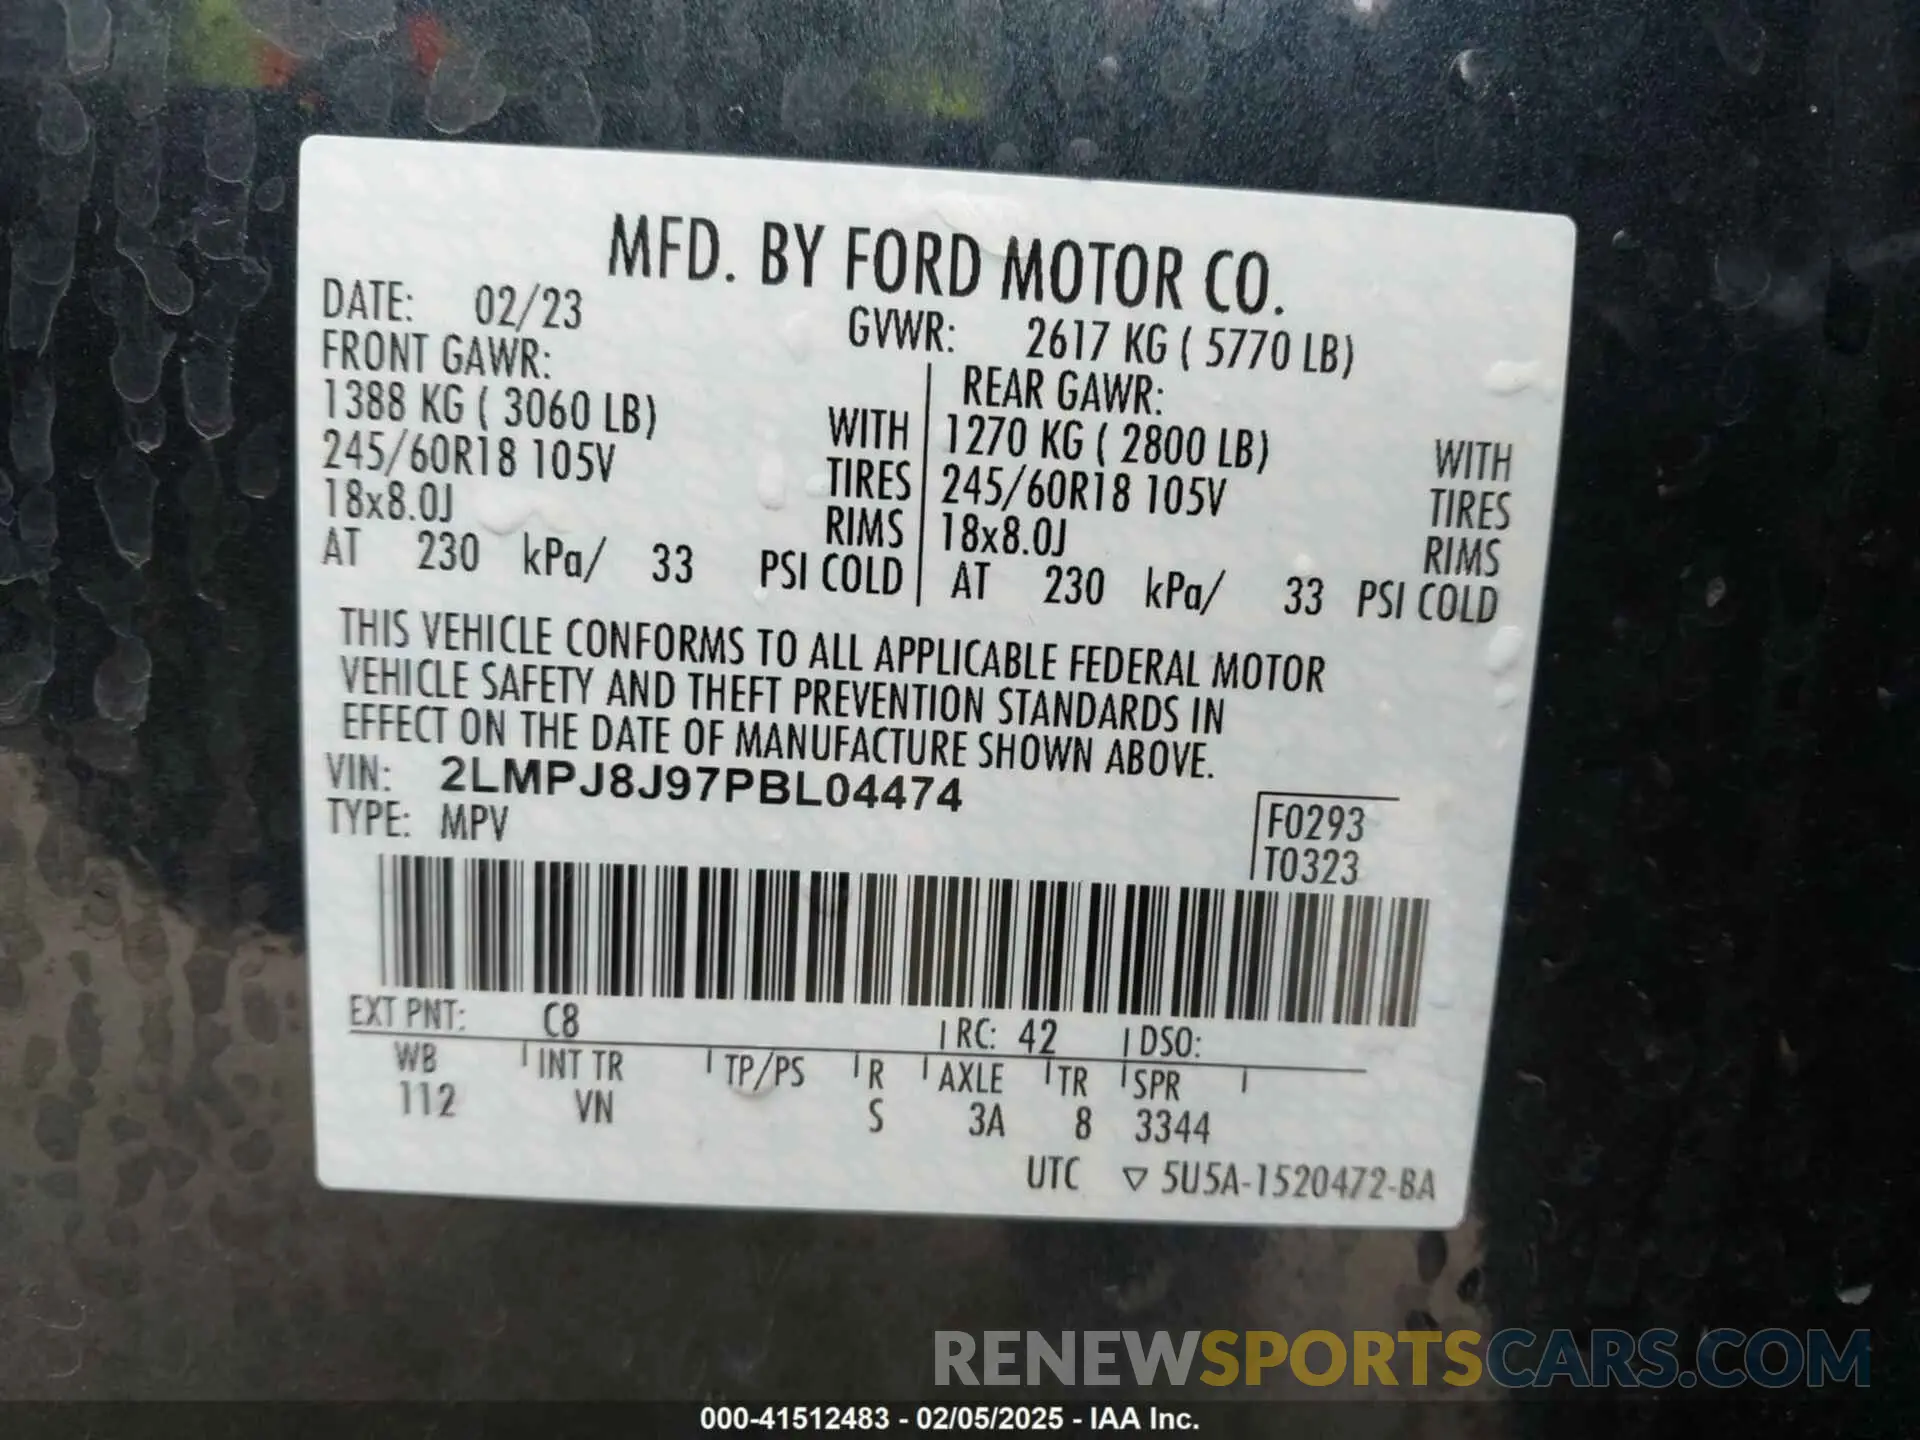 MFD. BY FORD MOTOR CO.
DATE: 02/23 GVWR: 2617 KG ( 5770 LB)
FRONT GAWR: REAR GAWR:
1388 KG ( 3060 LB) WITH 1270 KG ( 2800 LB) WITH
245/60R18 105V TIRES 245/60R18 105V TIRES
18x8.0J RIMS 18x8.0J RIMS
AT 230 kPa/ 33 PSI COLD AT 230 kPa/ 33 PSI COLD
THIS VEHICLE CONFORMS TO ALL APPLICABLE FEDERAL MOTOR
VEHICLE SAFETY AND THEFT PREVENTION STANDARDS IN
EFFECT ON THE DATE OF MANUFACTURE SHOWN ABOVE.
VIN: 2LMPJ8J97PBL04474
TYPE: MPV F0293
T0323
EXT PNT: C8 RC: 42 DSO:
WB INT TR TP/PS R AXLE TR SPR
112 VN S 3A 8 3344
UTC ▽ 5U5A-1520472-BA
RENEWSPORTSCARS.COM
000-41512483 - 02/05/2025 - IAA Inc.